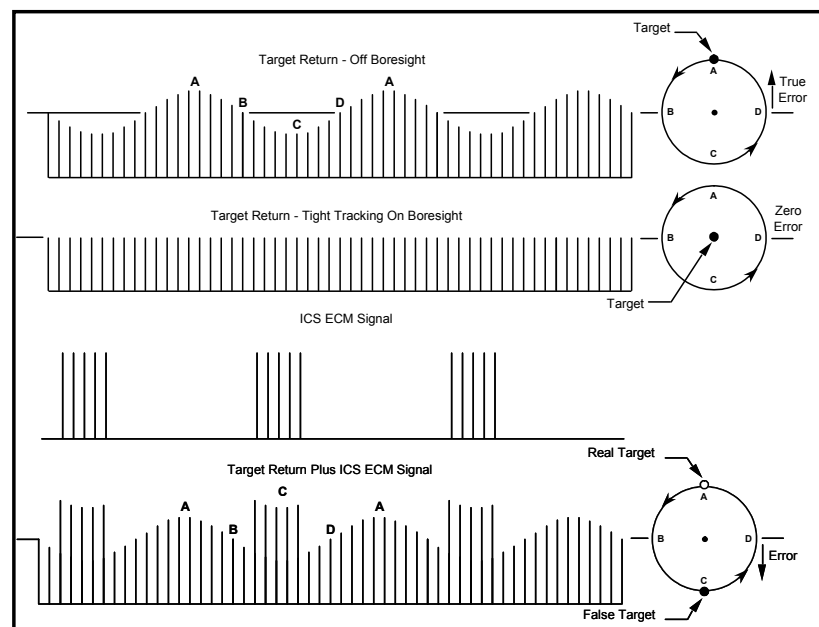 Target
Target Return - Off Boresight
A
B
C
D
A
A
B
D
C
True
Error
Target Return - Tight Tracking On Boresight
A
B
D
C
Zero
Error
Target
ICS ECM Signal
Target Return Plus ICS ECM Signal
A
B
C
D
A
Real Target
A
B
D
C
Error
False Target